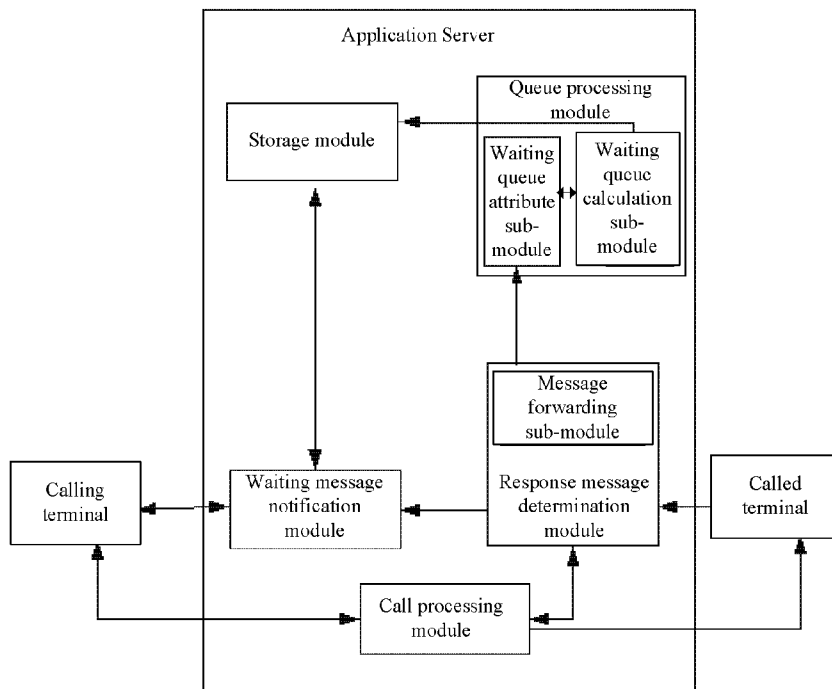 Application Server
Queue processing
module
Storage module
Waiting
queue
attribute
sub-
module
Waiting
queue
calculation
sub-
module
Message
forwarding
sub-module
Calling
terminal
Waiting message
notification
module
Response message
determination
module
Called
terminal
Call processing
module